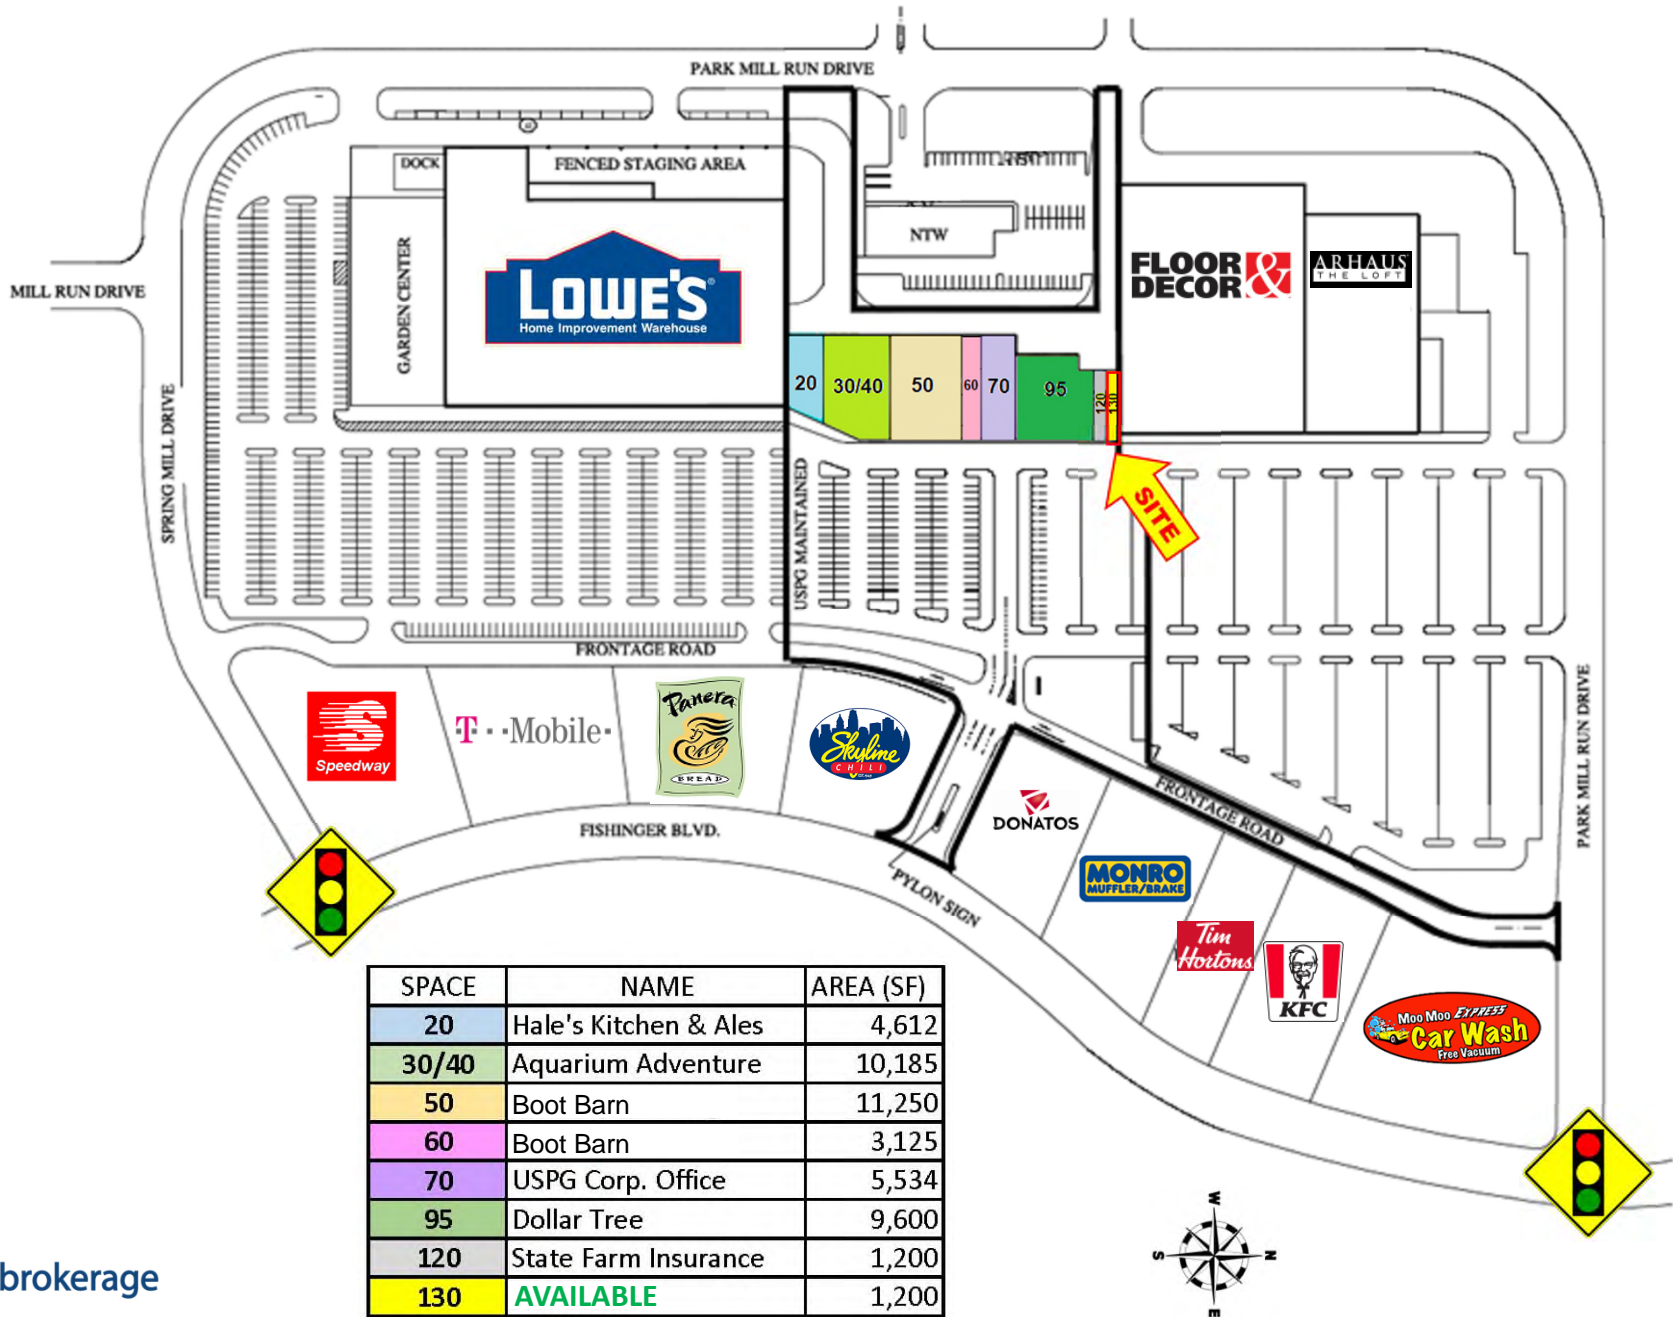 PARK MILL RUN DRIVE
DOCK
FENCED STAGING AREA
NTW
MILL RUN DRIVE
GARDEN CENTER
LOWE'S®
Home Improvement Warehouse
FLOOR & DECOR
ARHAUS
THE LOFT
20
30/40
50
60
70
95
120
130
SITE
SPRING MILL DRIVE
USPG MAINTAINED
FRONTAGE ROAD
Speedway
T··Mobile·
Panera
BREAD
Skyline
CHILI
DONATOS
FRONTAGE ROAD
PARK MILL RUN DRIVE
FISHINGER BLVD.
PYLON SIGN
MONRO
MUFFLER/BRAKE
Tim
Hortons
KFC
Moo Moo EXPRESS
Car Wash
Free Vacuum
SPACE NAME AREA (SF)
20 Hale's Kitchen & Ales 4,612
30/40 Aquarium Adventure 10,185
50 Boot Barn 11,250
60 Boot Barn 3,125
70 USPG Corp. Office 5,534
95 Dollar Tree 9,600
120 State Farm Insurance 1,200
130 AVAILABLE 1,200
W
S N
E
brokerage